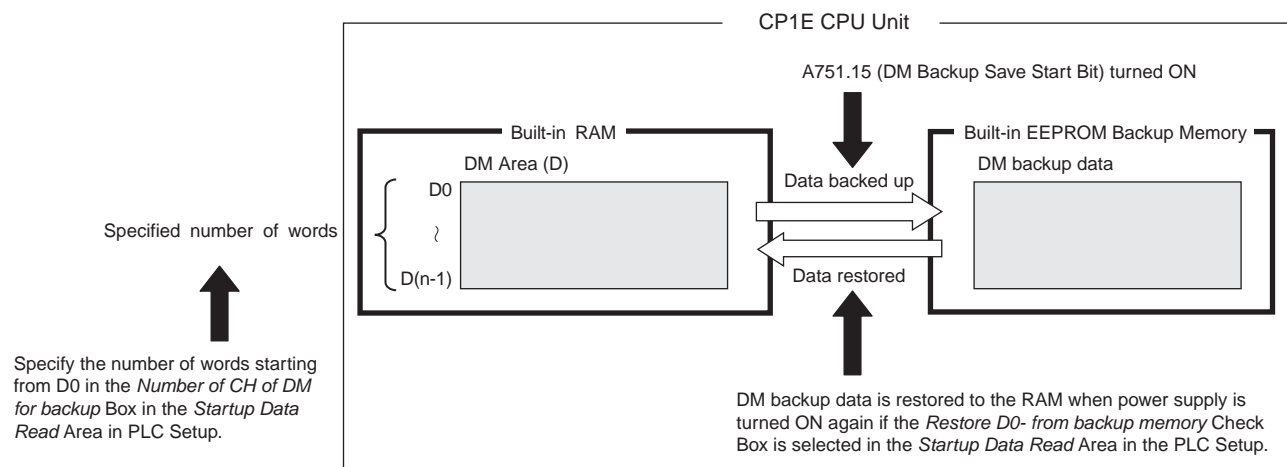 CP1E CPU Unit
A751.15 (DM Backup Save Start Bit) turned ON
Built-in RAM
Built-in EEPROM Backup Memory
DM Area (D)
Data backed up
DM backup data
D0
Specified number of words
~
D(n-1)
Data restored
Specify the number of words starting
from D0 in the Number of CH of DM
for backup Box in the Startup Data
Read Area in PLC Setup.
DM backup data is restored to the RAM when power supply is
turned ON again if the Restore D0- from backup memory Check
Box is selected in the Startup Data Read Area in the PLC Setup.